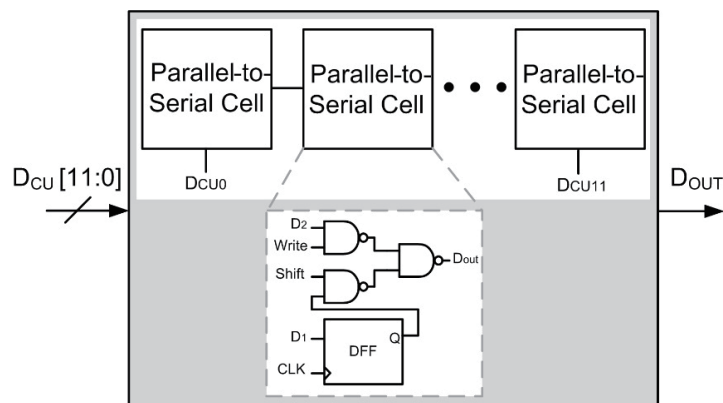 Parallel-to-
Serial Cell
Parallel-to-
Serial Cell
Parallel-to-
Serial Cell
DCU0
DCU11
DCU [11:0]
DOUT
D2
Write
Shift
Dout
D1
DFF
Q
CLK